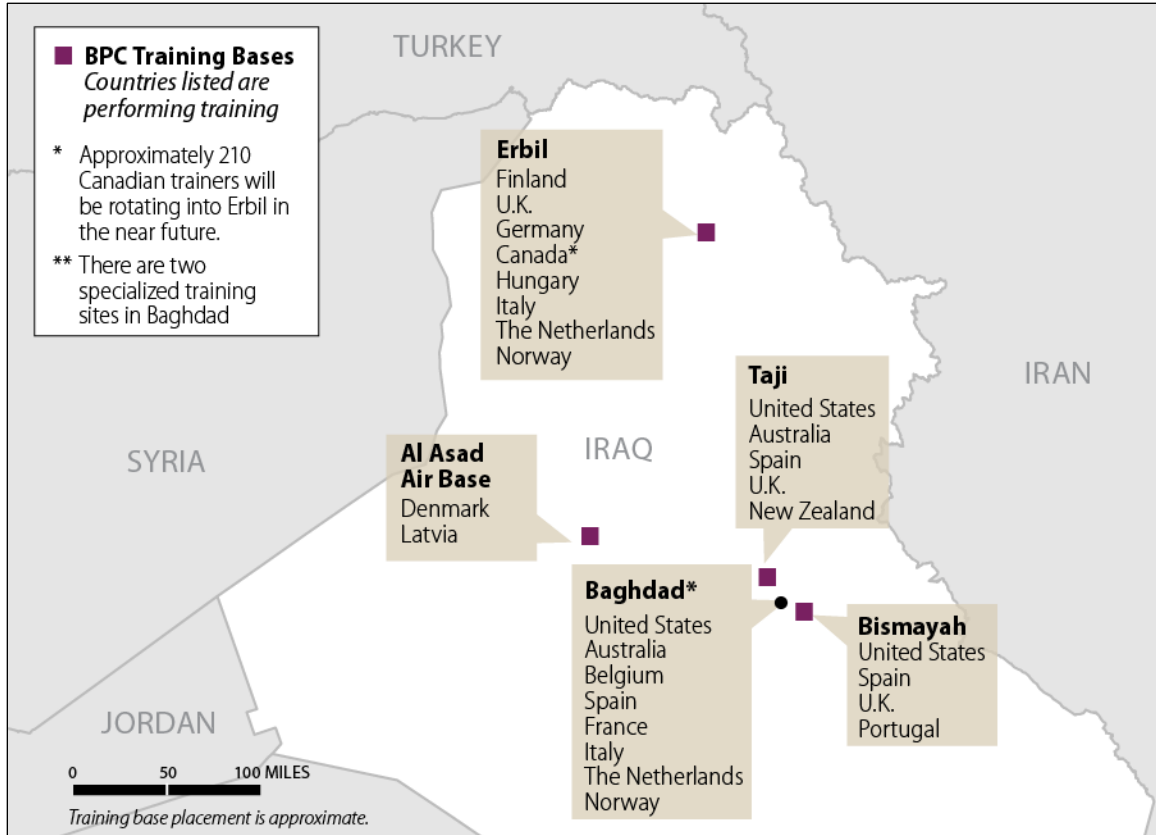 BPC Training Bases
Countries listed are
performing training
* Approximately 210
Canadian trainers will
be rotating into Erbil in
the near future.
** There are two
specialized training
sites in Baghdad
TURKEY
Erbil
Finland
U.K.
Germany
Canada*
Hungary
Italy
The Netherlands
Norway
SYRIA
IRAQ
IRAN
Taji
United States
Australia
Spain
U.K.
New Zealand
Al Asad
Air Base
Denmark
Latvia
Baghdad*
United States
Australia
Belgium
Spain
France
Italy
The Netherlands
Norway
Bismayah
United States
Spain
U.K.
Portugal
JORDAN
0 50 100 MILES
Training base placement is approximate.